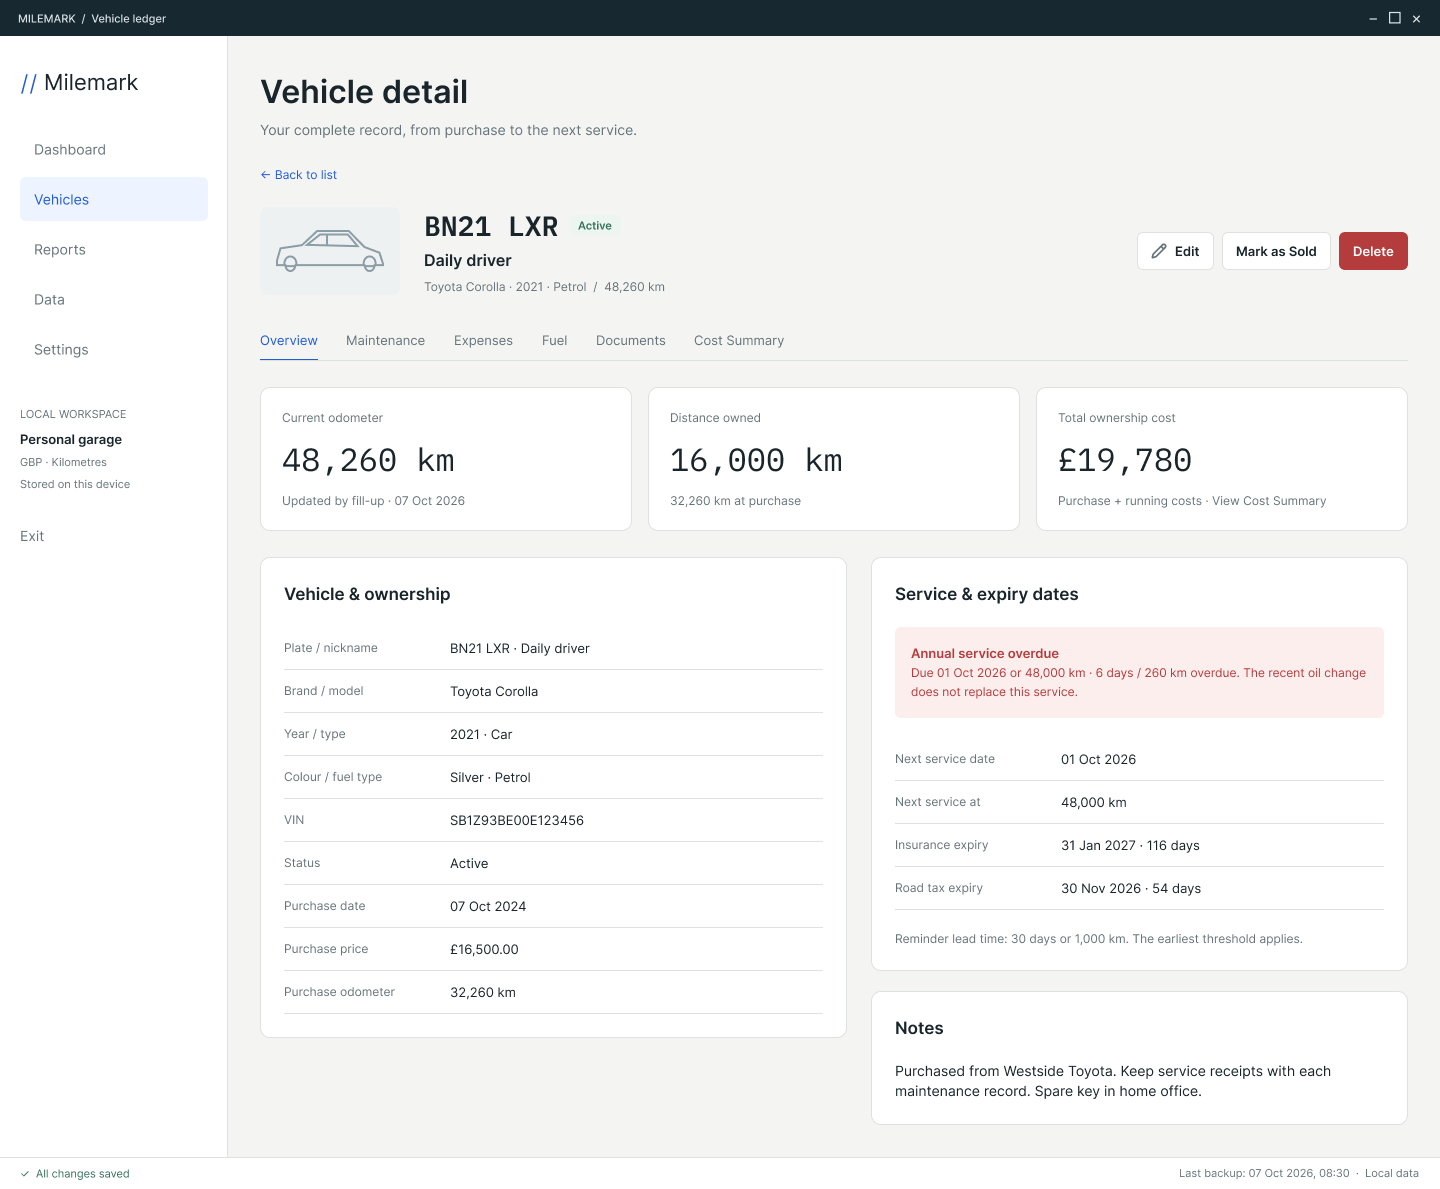 MILEMARK / Vehicle ledger
// Milemark
Dashboard
Vehicles
Reports
Data
Settings
LOCAL WORKSPACE
Personal garage
GBP · Kilometres
Stored on this device
Exit
Vehicle detail
Your complete record, from purchase to the next service.
← Back to list
BN21 LXR
Active
Daily driver
Toyota Corolla · 2021 · Petrol / 48,260 km
Edit
Mark as Sold
Delete
Overview
Maintenance
Expenses
Fuel
Documents
Cost Summary
Current odometer
48,260 km
Updated by fill-up · 07 Oct 2026
Distance owned
16,000 km
32,260 km at purchase
Total ownership cost
£19,780
Purchase + running costs · View Cost Summary
Vehicle & ownership
Plate / nickname
BN21 LXR · Daily driver
Brand / model
Toyota Corolla
Year / type
2021 · Car
Colour / fuel type
Silver · Petrol
VIN
SB1Z93BE00E123456
Status
Active
Purchase date
07 Oct 2024
Purchase price
£16,500.00
Purchase odometer
32,260 km
Service & expiry dates
Annual service overdue
Due 01 Oct 2026 or 48,000 km · 6 days / 260 km overdue. The recent oil change
does not replace this service.
Next service date
01 Oct 2026
Next service at
48,000 km
Insurance expiry
31 Jan 2027 · 116 days
Road tax expiry
30 Nov 2026 · 54 days
Reminder lead time: 30 days or 1,000 km. The earliest threshold applies.
Notes
Purchased from Westside Toyota. Keep service receipts with each
maintenance record. Spare key in home office.
✓ All changes saved
Last backup: 07 Oct 2026, 08:30 · Local data